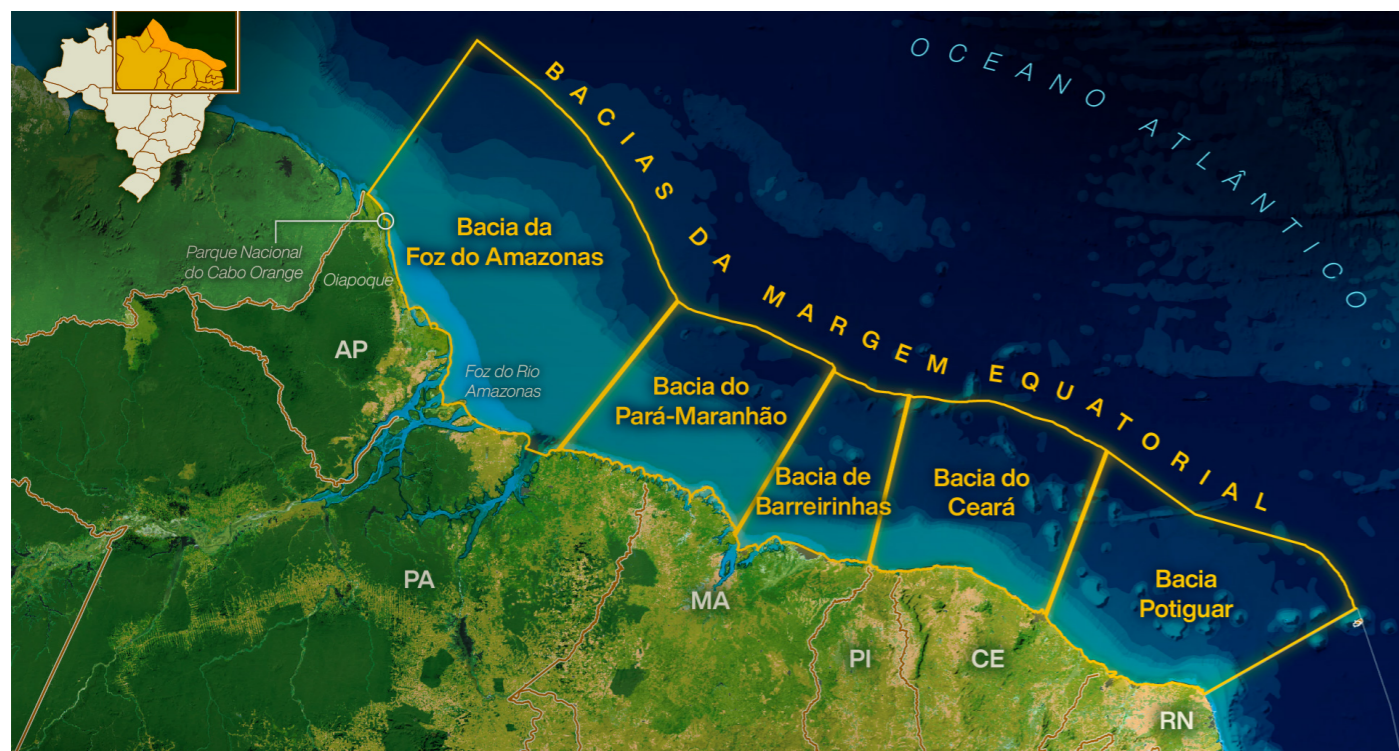 OCEANO ATLÂNTICO
BACIAS DA MARGEM EQUATORIAL
Bacia da
Foz do Amazonas
Parque Nacional
do Cabo Orange
Oiapoque
AP
Foz do Rio
Amazonas
Bacia do
Pará-Maranhão
Bacia de
Barreirinhas
Bacia do
Ceará
Bacia
Potiguar
PA
MA
PI
CE
RN